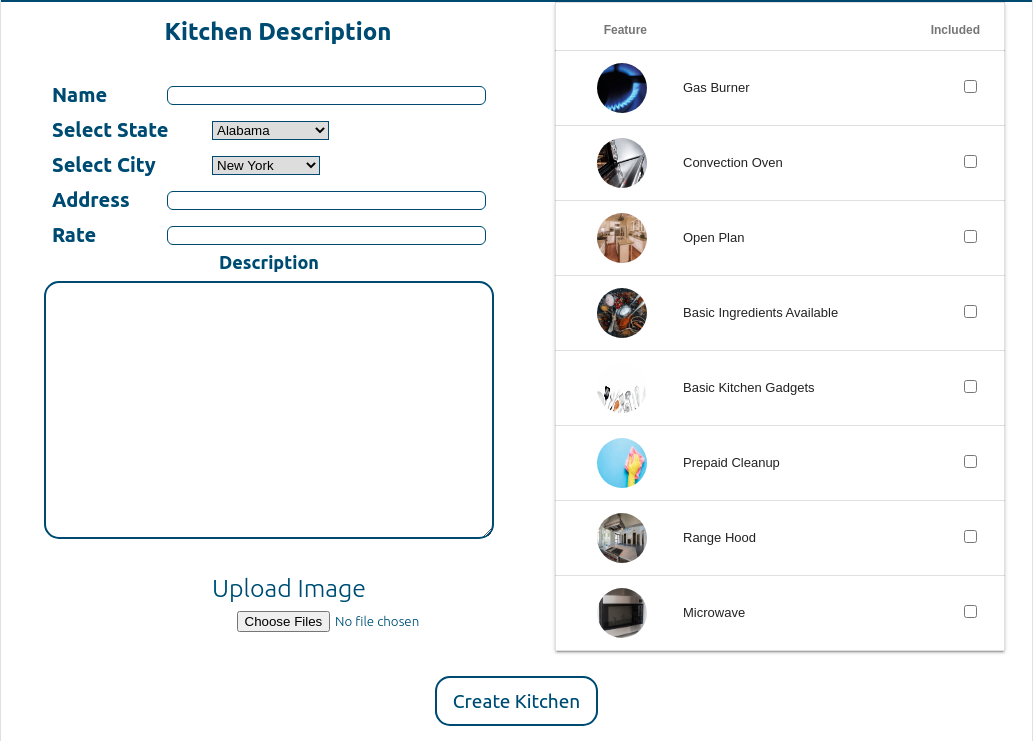 Kitchen Description
Name
Select State Alabama
Select City New York
Address
Rate
Description
Upload Image
Choose Files No file chosen
Feature Included
Gas Burner
Convection Oven
Open Plan
Basic Ingredients Available
Basic Kitchen Gadgets
Prepaid Cleanup
Range Hood
Microwave
Create Kitchen